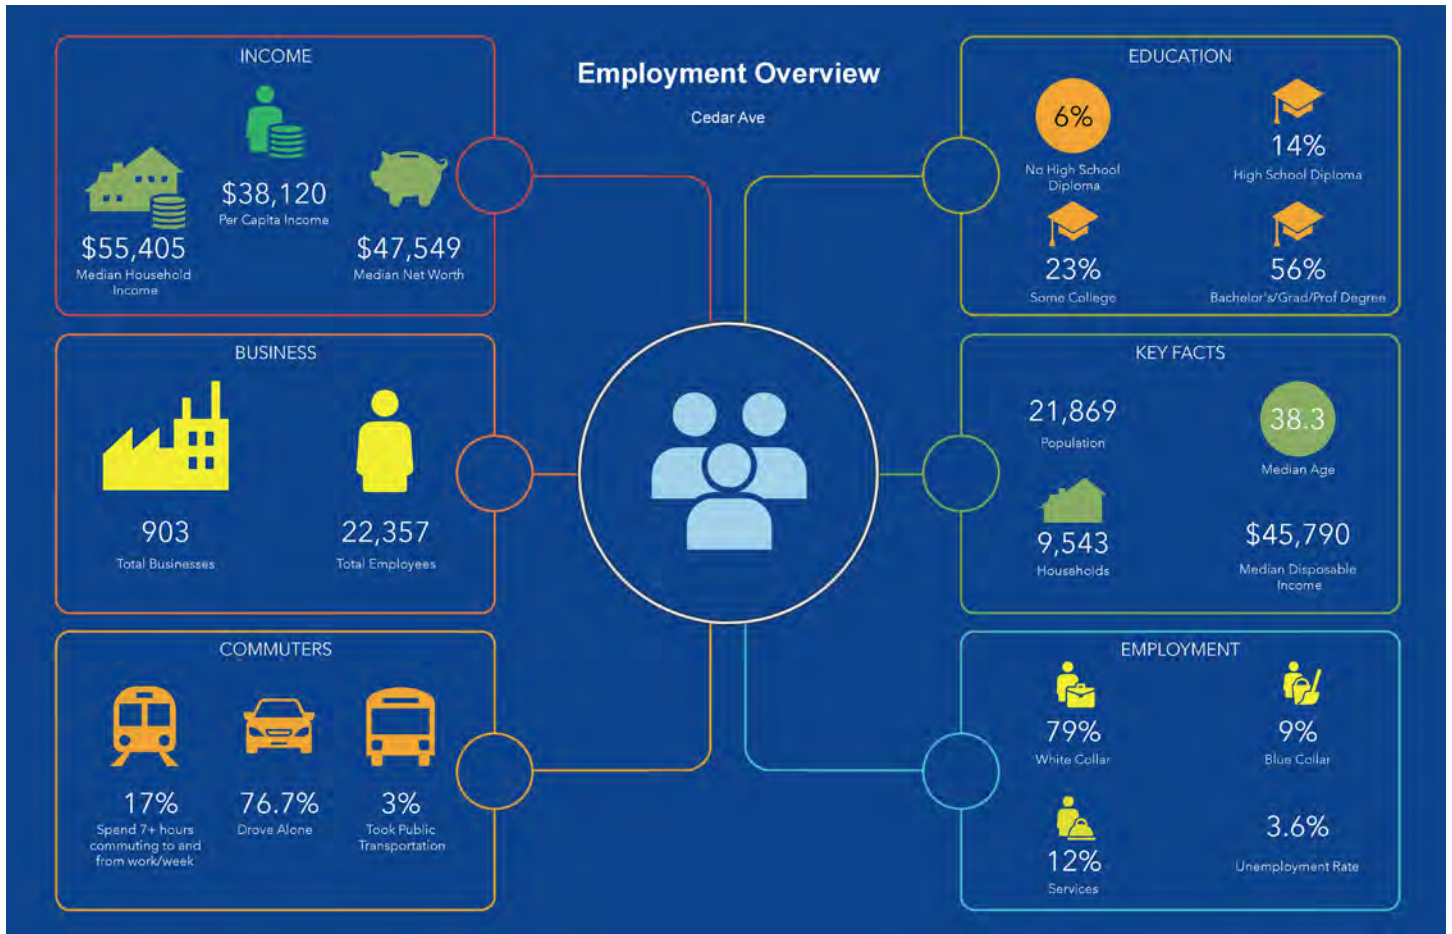 Employment Overview
Cedar Ave
INCOME
$38,120
Per Capita Income
$55,405
Median Household
Income
$47,549
Median Net Worth
BUSINESS
903
Total Businesses
22,357
Total Employees
COMMUTERS
17%
Spend 7+ hours
commuting to and
from work/week
76.7%
Drove Alone
3%
Took Public
Transportation
EDUCATION
6%
No High School
Diploma
14%
High School Diploma
23%
Some College
56%
Bachelor's/Grad/Prof Degree
KEY FACTS
21,869
Population
38.3
Median Age
9,543
Households
$45,790
Median Disposable
Income
EMPLOYMENT
79%
White Collar
9%
Blue Collar
12%
Services
3.6%
Unemployment Rate